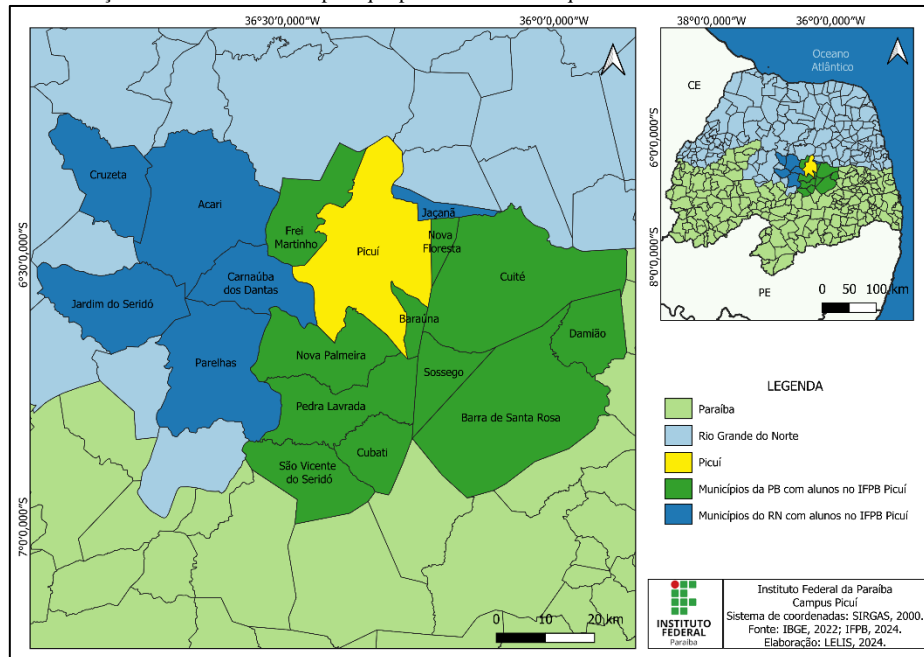 36°30'0,000"W
36°0'0,000"W
6°30'0,000"S
7°0'0,000"S
Cruzeta
Acari
Frei
Martinho
Picuí
Jaçanã
Nova
Floresta
Cuité
Carnaúba
dos Dantas
Jardim do Seridó
Baraúna
Damião
Parelhas
Nova Palmeira
Sossego
Pedra Lavrada
Barra de Santa Rosa
Cubati
São Vicente
do Seridó
0 10 20 km
38°0'0,000"W
36°0'0,000"W
6°0'0,000"S
8°0'0,000"S
Oceano
Atlântico
CE
PE
0 50 100 km
LEGENDA
Paraíba
Rio Grande do Norte
Picuí
Municípios da PB com alunos no IFPB Picuí
Municípios do RN com alunos no IFPB Picuí
INSTITUTO
FEDERAL
Paraíba
Instituto Federal da Paraíba
Campus Picuí
Sistema de coordenadas: SIRGAS, 2000.
Fonte: IBGE, 2022; IFPB, 2024.
Elaboração: LELIS, 2024.